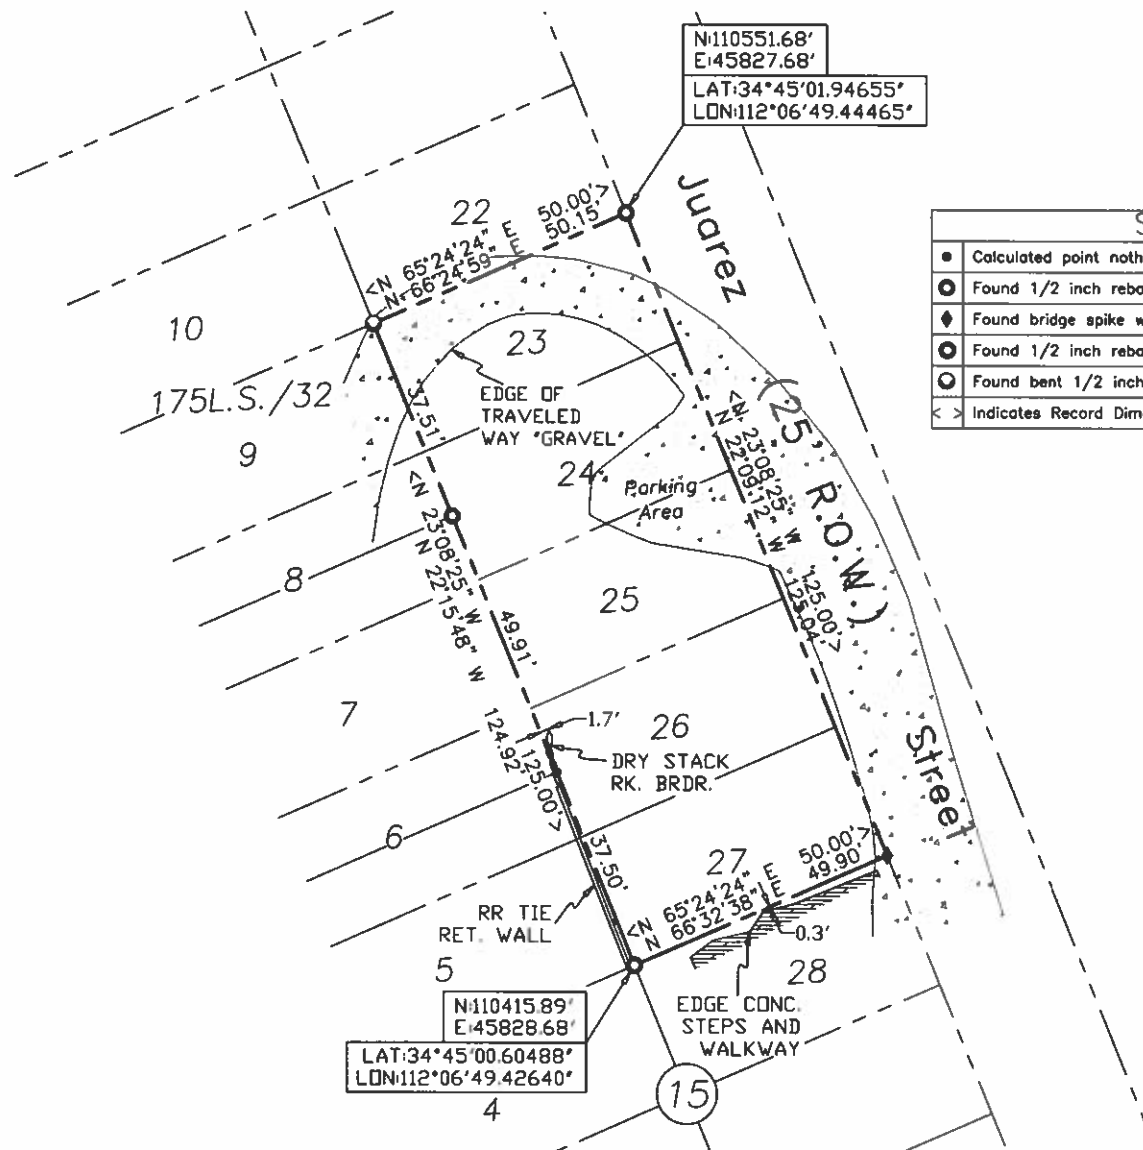 N:110551.68'
E:45827.68'
LAT:34°45'01.94655"
LON:112°06'49.44465"
Juarez
(25' R.O.W.)
Street
S
Calculated point noth
Found 1/2 inch reba
Found bridge spike w
Found 1/2 inch reba
Found bent 1/2 inch
< > Indicates Record Dim
22
<N 65°24'24" E 50.00'>
N 66°24'59" E 50.15'
10
23
175L.S./32
EDGE OF
TRAVELED
WAY "GRAVEL"
9
37.51'
24
Parking
Area
<N 23°08'25" W 125.00'>
N 22°09'12" W 125.04'
8
<N 23°08'25" W 125.00'>
N 22°15'48" W 124.92'
25
49.91'
7
1.7'
26
DRY STACK
RK. BRDR.
6
37.50'
27
<N 65°24'24" E 50.00'>
N 66°32'38" E 49.90'
RR TIE
RET. WALL
0.3'
5
28
EDGE CONC.
STEPS AND
WALKWAY
N:110415.89'
E:45828.68'
LAT:34°45'00.60488"
LON:112°06'49.42640"
4
15